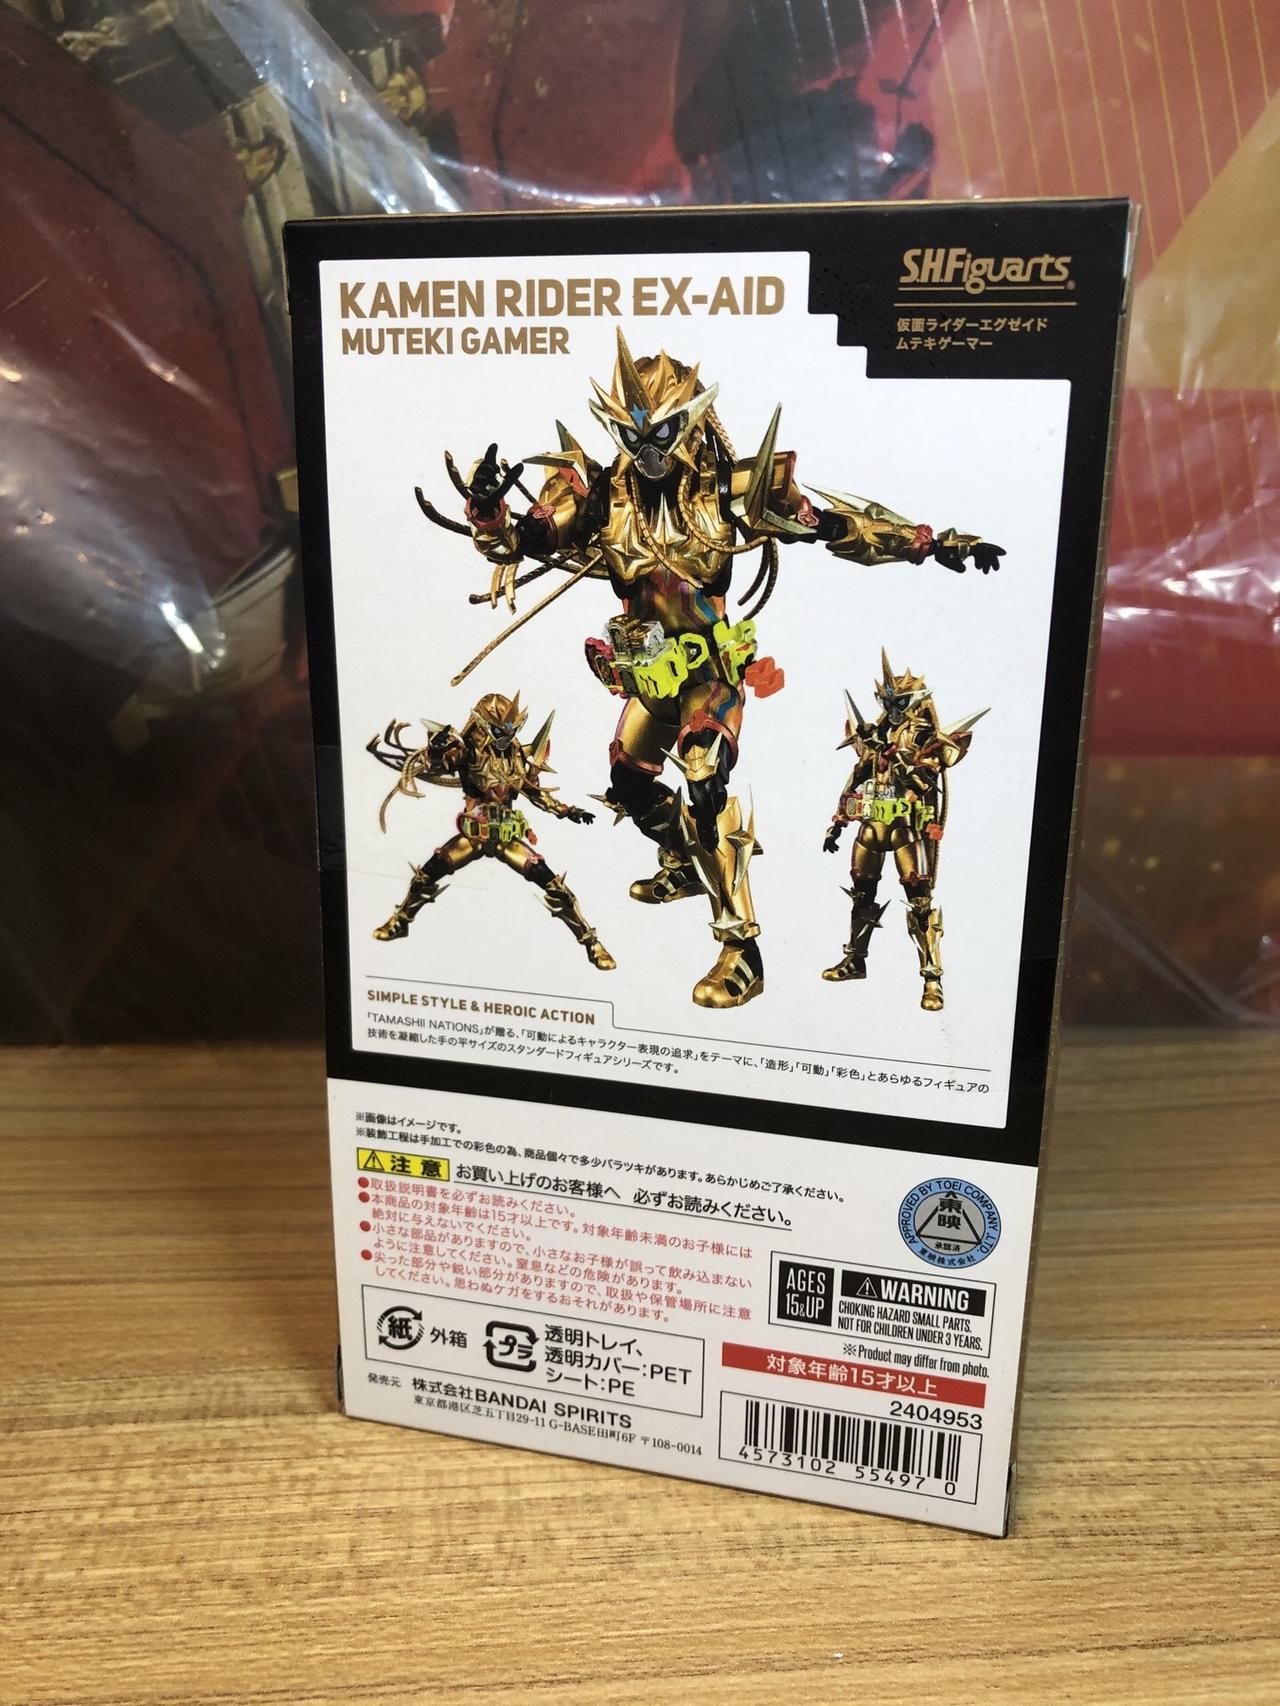 S.H.Figuarts®
仮面ライダーエグゼイド
ムテキゲーマー
KAMEN RIDER EX-AID
MUTEKI GAMER
SIMPLE STYLE & HEROIC ACTION
「TAMASHII NATIONS」が贈る、「可動によるキャラクター表現の追求」をテーマに、「造形」「可動」「彩色」とあらゆるフィギュアの
技術を凝縮した手の平サイズのスタンダードフィギュアシリーズです。
※画像はイメージです。
※装飾工程は手加工での彩色の為、商品個々で多少バラツキがあります。あらかじめご了承ください。
⚠注意 お買い上げのお客様へ 必ずお読みください。
●取扱説明書を必ずお読みください。
●本商品の対象年齢は15才以上です。対象年齢未満のお子様には
絶対に与えないでください。
●小さな部品がありますので、小さなお子様が誤って飲み込まない
ように注意してください。窒息などの危険があります。
●尖った部分や鋭い部分がありますので、取扱や保管場所に注意
してください。思わぬケガをするおそれがあります。
APPROVED BY TOEI COMPANY, LTD.
東映
承認済
東映株式会社
AGES
15&UP
⚠WARNING
CHOKING HAZARD SMALL PARTS.
NOT FOR CHILDREN UNDER 3 YEARS.
※Product may differ from photo.
対象年齢15才以上
紙 外箱
プラ 透明トレイ、
透明カバー:PET
シート:PE
発売元 株式会社BANDAI SPIRITS
東京都港区芝五丁目29-11 G-BASE田町6F 〒108-0014
2404953
4573102 55497 0